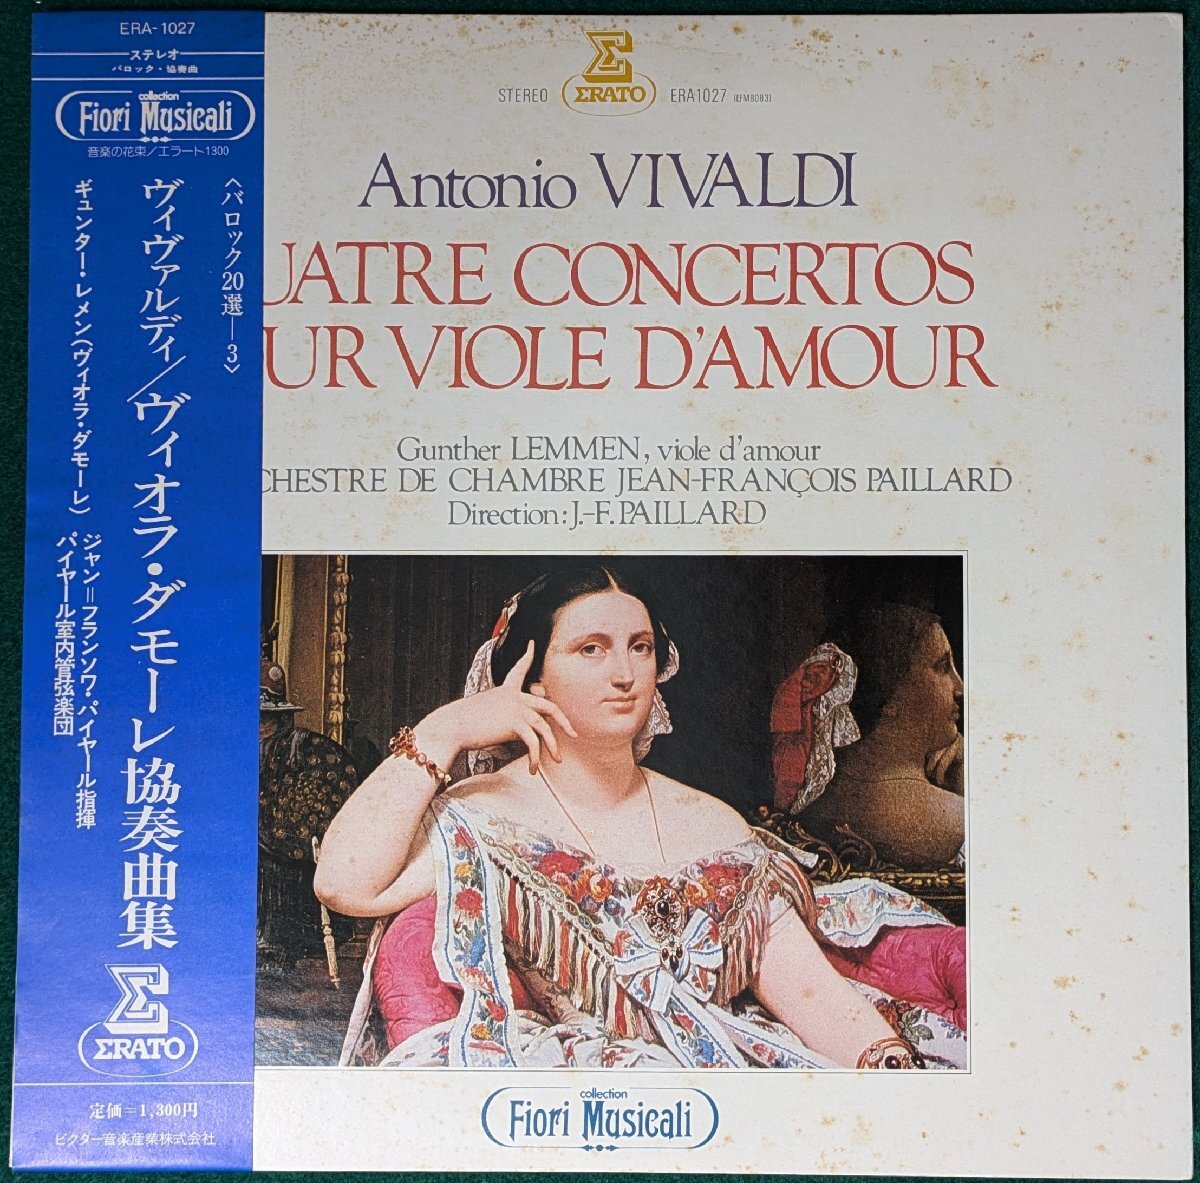 ERA-1027
ステレオ
バロック・協奏曲
collection
Fiori Musicali
音楽の花束/エラート1300
〈バロック20選—3〉
ヴィヴァルディ/ヴィオラ・ダモーレ協奏曲集
ギュンター・レメン(ヴィオラ・ダモーレ)
ジャン=フランソワ・パイヤール指揮
パイヤール室内管弦楽団
ERATO
定価=1,300円
ビクター音楽産業株式会社
STEREO ERATO ERA1027 (EFM8083)
Antonio VIVALDI
UATRE CONCERTOS
UR VIOLE D'AMOUR
Gunther LEMMEN, viole d'amour
CHESTRE DE CHAMBRE JEAN-FRANÇOIS PAILLARD
Direction: J.-F. PAILLARD
collection
Fiori Musicali